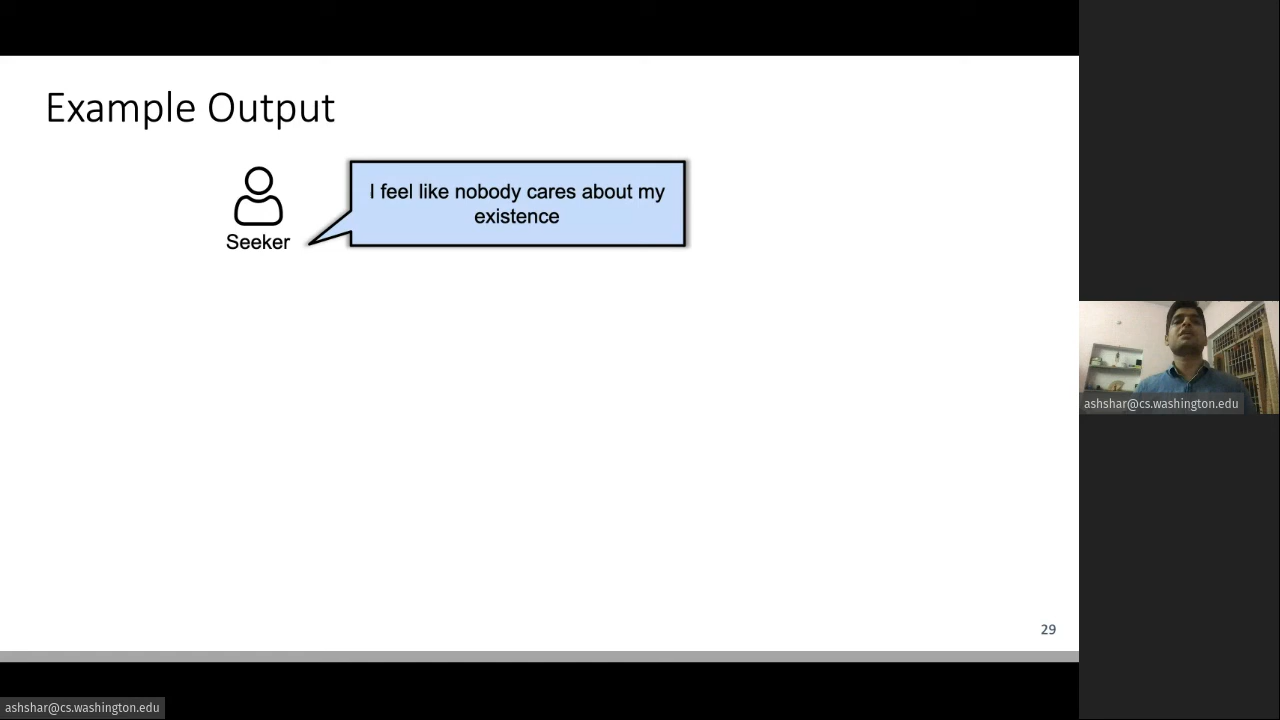 Example Output
I feel like nobody cares about my
existence
Seeker
ashshar@cs.washington.edu
29
ashshar@cs.washington.edu